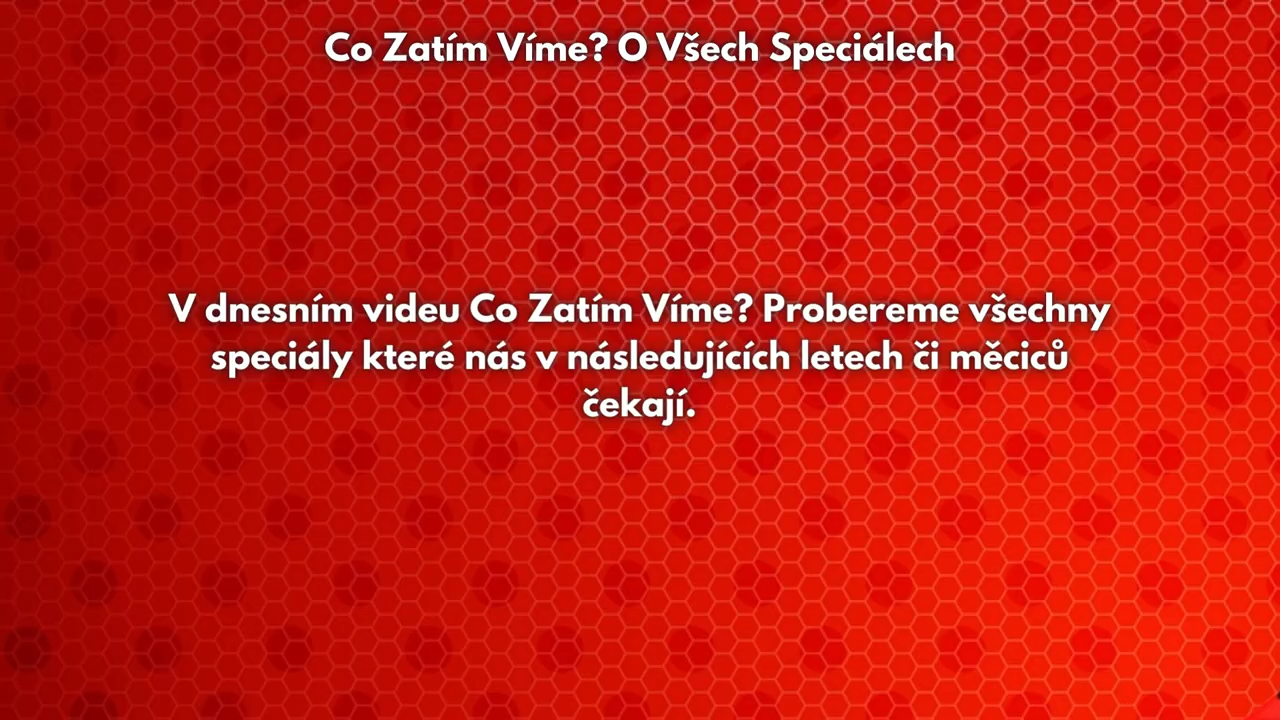 Co Zatím Víme? O Všech Speciálech
V dnesním videu Co Zatím Víme? Probereme všechny
speciály které nás v následujících letech či měciců
čekají.